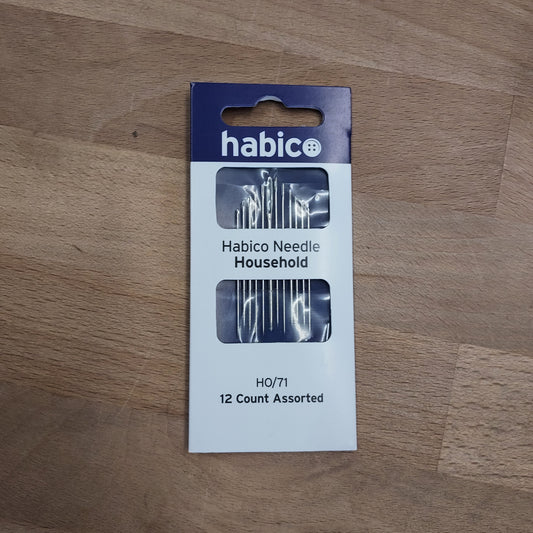 habico
Habico Needle
Household
HO/71
12 Count Assorted